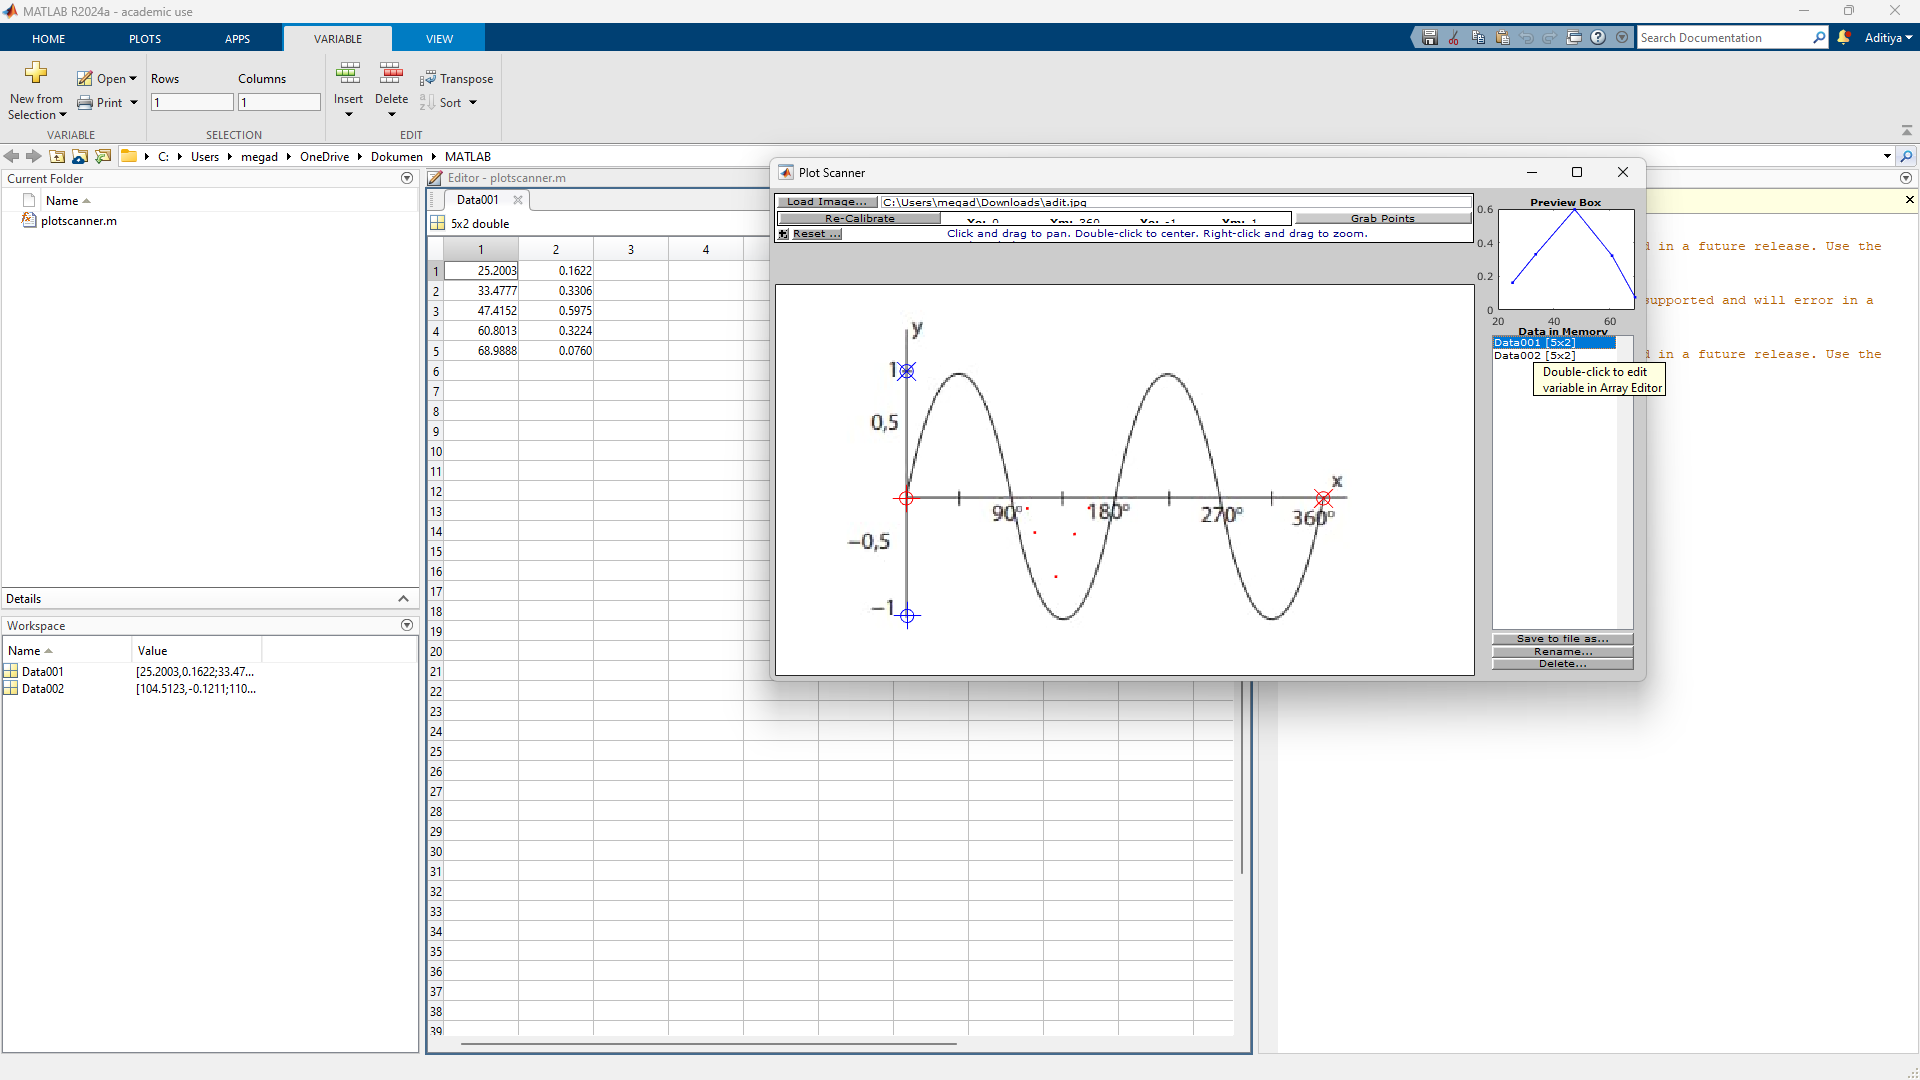 MATLAB R2024a - academic use
HOME PLOTS APPS VARIABLE VIEW
Search Documentation
Aditiya
New from
Selection
Open
Print
Rows Columns
1 1
Insert Delete
Transpose
Sort
VARIABLE SELECTION EDIT
C: Users megad OneDrive Dokumen MATLAB
Current Folder
Name
plotscanner.m
Details
Workspace
Name Value
Data001 [25.2003,0.1622;33.47...
Data002 [104.5123,-0.1211;110...
Editor - plotscanner.m
Data001
5x2 double
1 2 3 4
1 25.2003 0.1622
2 33.4777 0.3306
3 47.4152 0.5975
4 60.8013 0.3224
5 68.9888 0.0760
6
7
8
9
10
11
12
13
14
15
16
17
18
19
20
21
22
23
24
25
26
27
28
29
30
31
32
33
34
35
36
37
38
39
Plot Scanner
Load Image... C:\Users\megad\Downloads\adit.jpg
Re-Calibrate Xo: 0 Xm: 360 Yo: -1 Ym: 1 Grab Points
Reset ... Click and drag to pan. Double-click to center. Right-click and drag to zoom.
y
1
0,5
x
90° 180° 270° 360°
−0,5
−1
Preview Box
0.6
0.4
0.2
0
20 40 60
Data in Memory
Data001 [5x2]
Data002 [5x2]
Double-click to edit
variable in Array Editor
Save to file as...
Rename...
Delete...
in a future release. Use the
supported and will error in a
in a future release. Use the